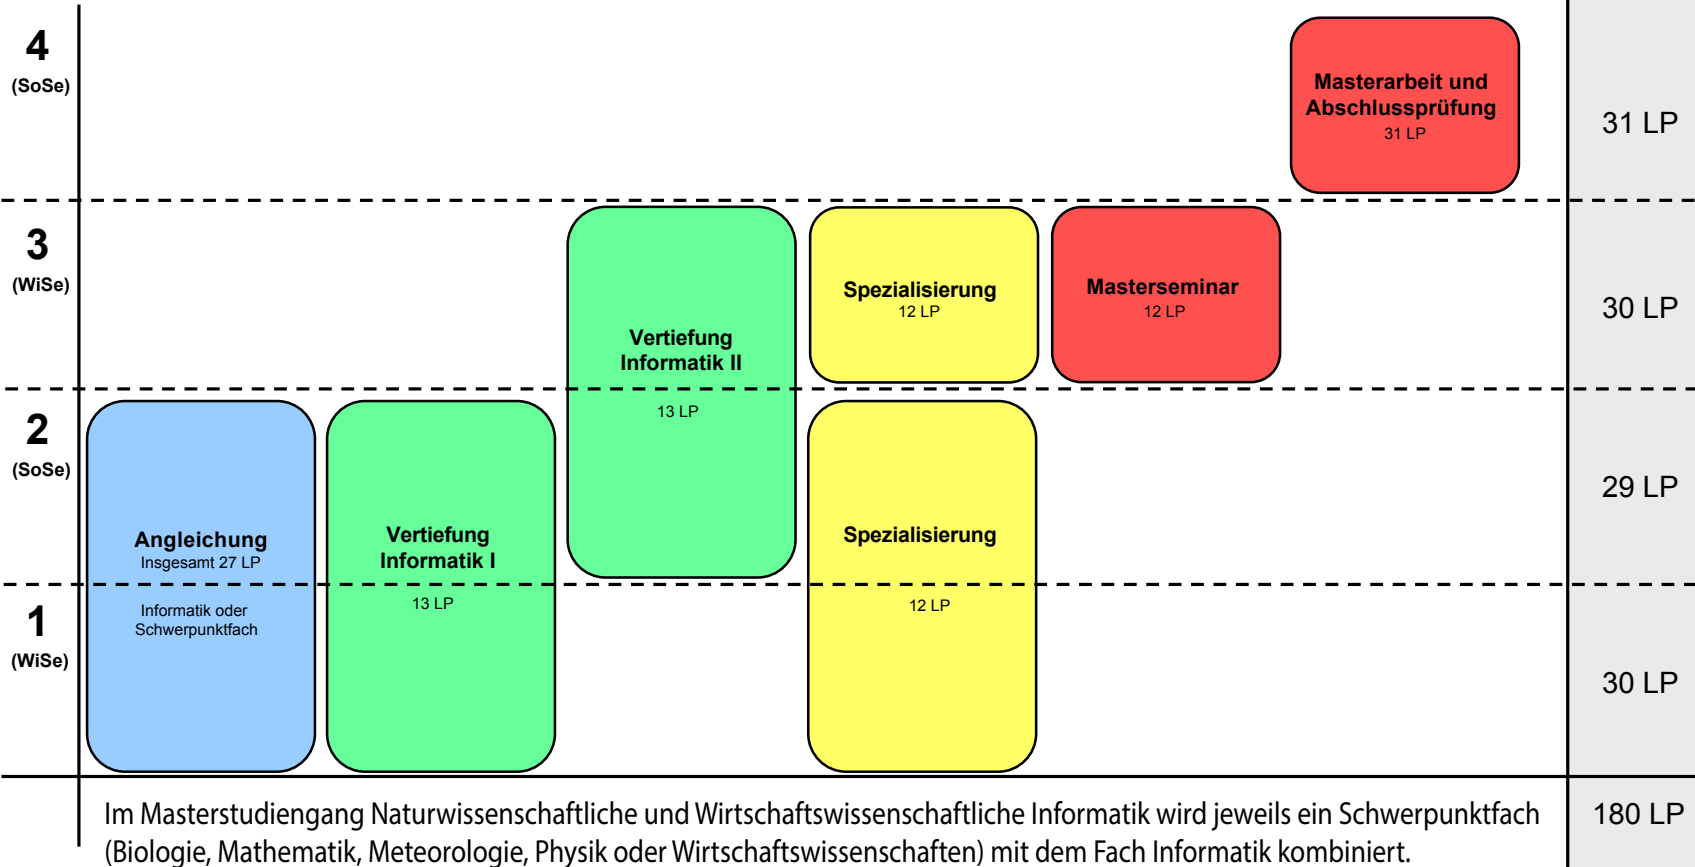 4
(SoSe)
Masterarbeit und
Abschlussprüfung
31 LP
31 LP
3
(WiSe)
Vertiefung
Informatik II
13 LP
Spezialisierung
12 LP
Masterseminar
12 LP
30 LP
2
(SoSe)
29 LP
Angleichung
Insgesamt 27 LP
Informatik oder
Schwerpunktfach
Vertiefung
Informatik I
13 LP
Spezialisierung
12 LP
1
(WiSe)
30 LP
Im Masterstudiengang Naturwissenschaftliche und Wirtschaftswissenschaftliche Informatik wird jeweils ein Schwerpunktfach
(Biologie, Mathematik, Meteorologie, Physik oder Wirtschaftswissenschaften) mit dem Fach Informatik kombiniert.
180 LP